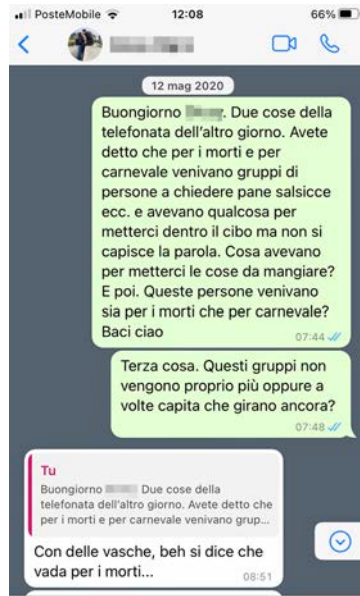 PosteMobile 12:08 66%
12 mag 2020
Buongiorno . Due cose della
telefonata dell'altro giorno. Avete
detto che per i morti e per
carnevale venivano gruppi di
persone a chiedere pane salsicce
ecc. e avevano qualcosa per
metterci dentro il cibo ma non si
capisce la parola. Cosa avevano
per metterci le cose da mangiare?
E poi. Queste persone venivano
sia per i morti che per carnevale?
Baci ciao
07:44
Terza cosa. Questi gruppi non
vengono proprio più oppure a
volte capita che girano ancora?
07:48
Tu
Buongiorno Due cose della
telefonata dell'altro giorno. Avete detto che
per i morti e per carnevale venivano grup...
Con delle vasche, beh si dice che
vada per i morti...
08:51